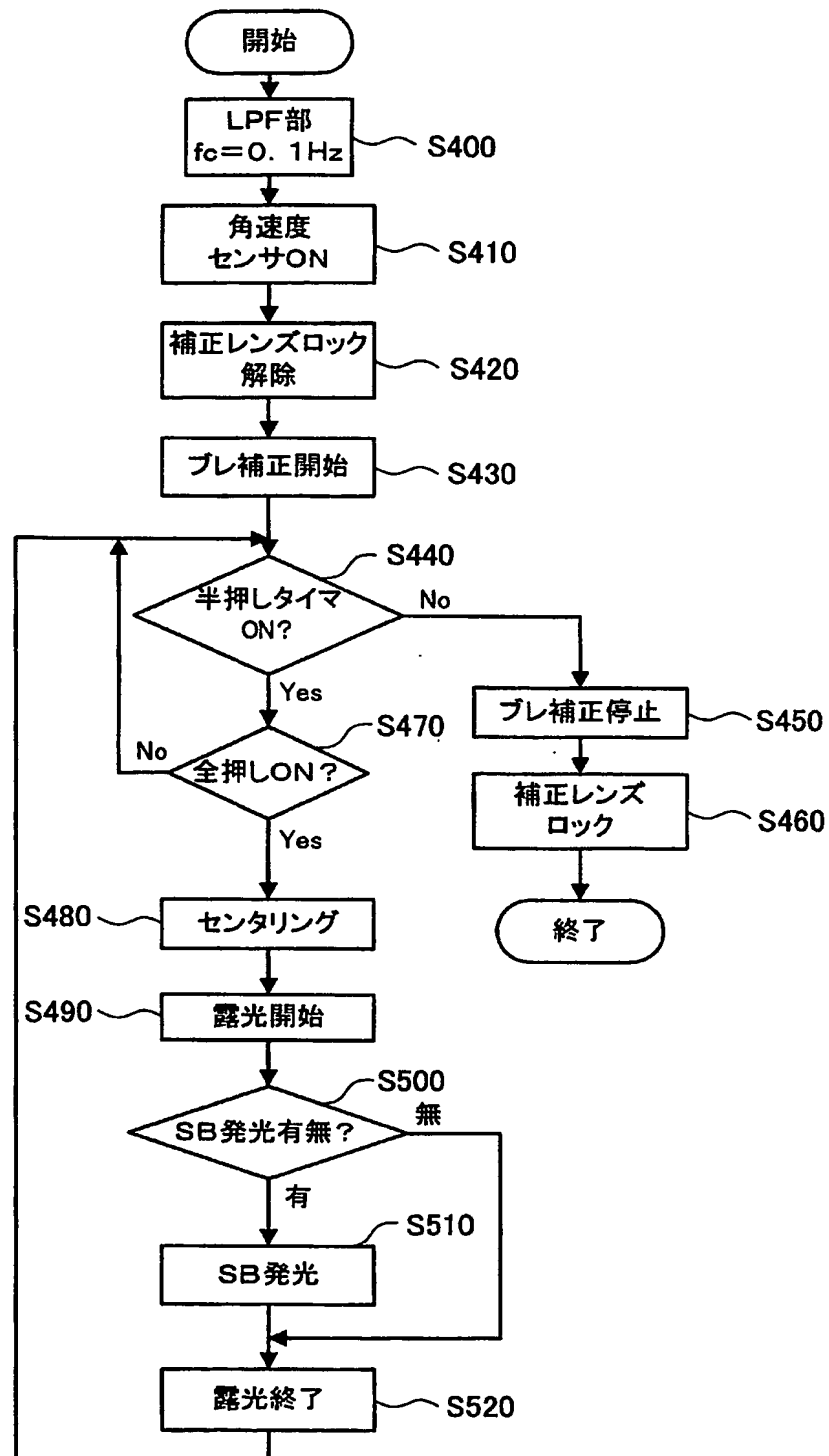 開始
LPF部
fc=0. 1Hz
S400
角速度
センサON
S410
補正レンズロック
解除
S420
ブレ補正開始
S430
S440
半押しタイマ
ON?
No
Yes
ブレ補正停止
S450
S470
全押しON?
No
Yes
補正レンズ
ロック
S460
終了
S480
センタリング
S490
露光開始
S500
SB発光有無?
無
有
S510
SB発光
露光終了
S520